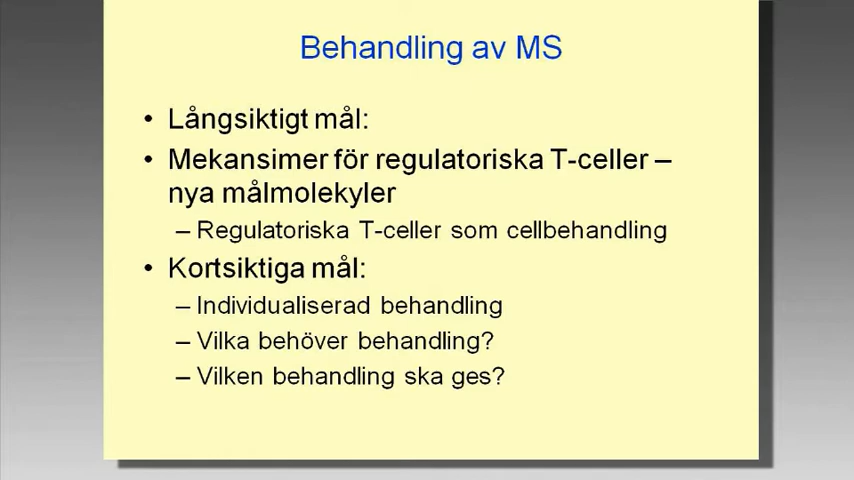 Behandling av MS
• Långsiktigt mål:
• Mekansimer för regulatoriska T-celler –
nya målmolekyler
– Regulatoriska T-celler som cellbehandling
• Kortsiktiga mål:
– Individualiserad behandling
– Vilka behöver behandling?
– Vilken behandling ska ges?